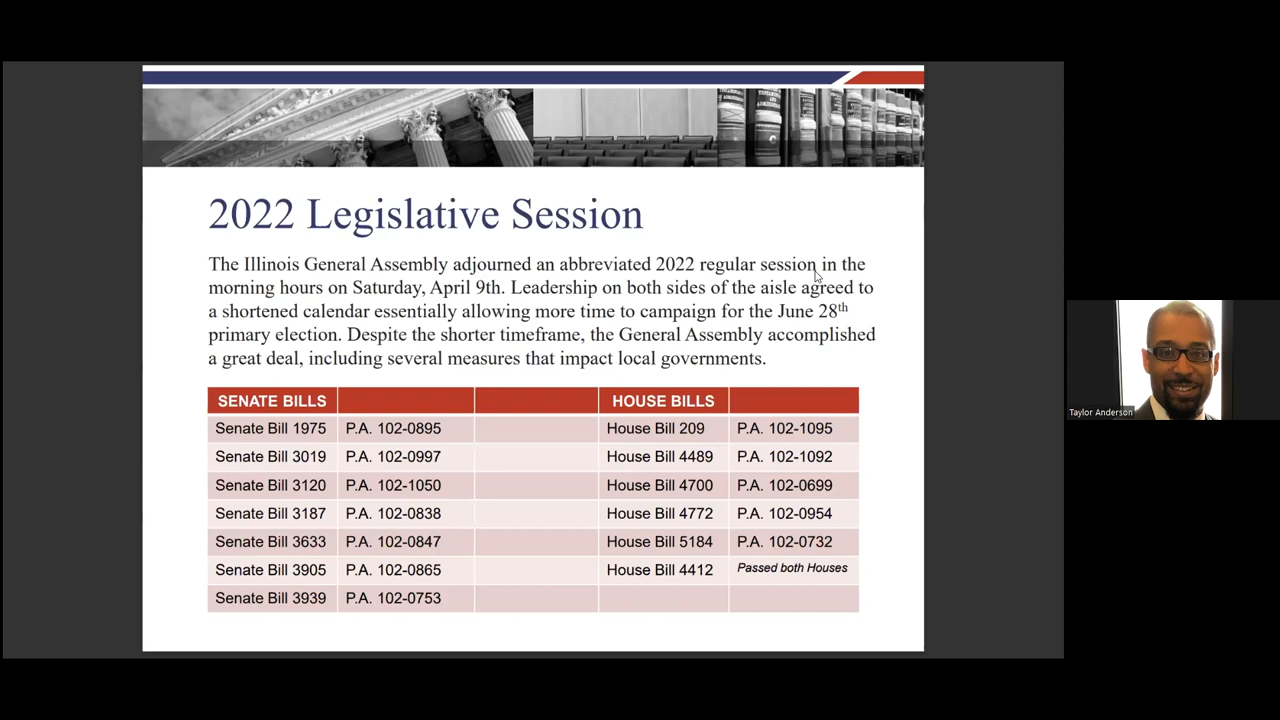 2022 Legislative Session
The Illinois General Assembly adjourned an abbreviated 2022 regular session in the
morning hours on Saturday, April 9th. Leadership on both sides of the aisle agreed to
a shortened calendar essentially allowing more time to campaign for the June 28th
primary election. Despite the shorter timeframe, the General Assembly accomplished
a great deal, including several measures that impact local governments.
SENATE BILLS HOUSE BILLS
Senate Bill 1975 P.A. 102-0895 House Bill 209 P.A. 102-1095
Senate Bill 3019 P.A. 102-0997 House Bill 4489 P.A. 102-1092
Senate Bill 3120 P.A. 102-1050 House Bill 4700 P.A. 102-0699
Senate Bill 3187 P.A. 102-0838 House Bill 4772 P.A. 102-0954
Senate Bill 3633 P.A. 102-0847 House Bill 5184 P.A. 102-0732
Senate Bill 3905 P.A. 102-0865 House Bill 4412 Passed both Houses
Senate Bill 3939 P.A. 102-0753
Taylor Anderson